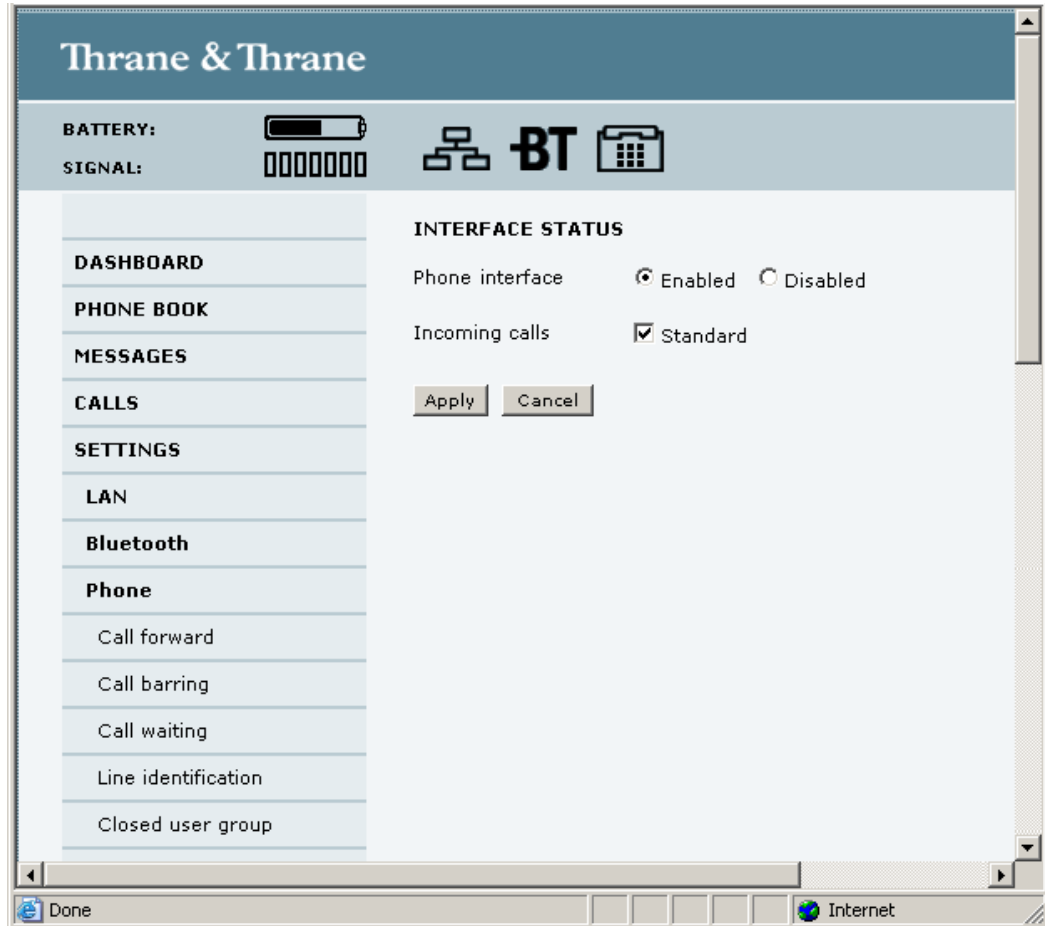 Thrane & Thrane
BATTERY:
SIGNAL:
BT
DASHBOARD
PHONE BOOK
MESSAGES
CALLS
SETTINGS
LAN
Bluetooth
Phone
Call forward
Call barring
Call waiting
Line identification
Closed user group
INTERFACE STATUS
Phone interface Enabled Disabled
Incoming calls Standard
Apply Cancel
Done Internet